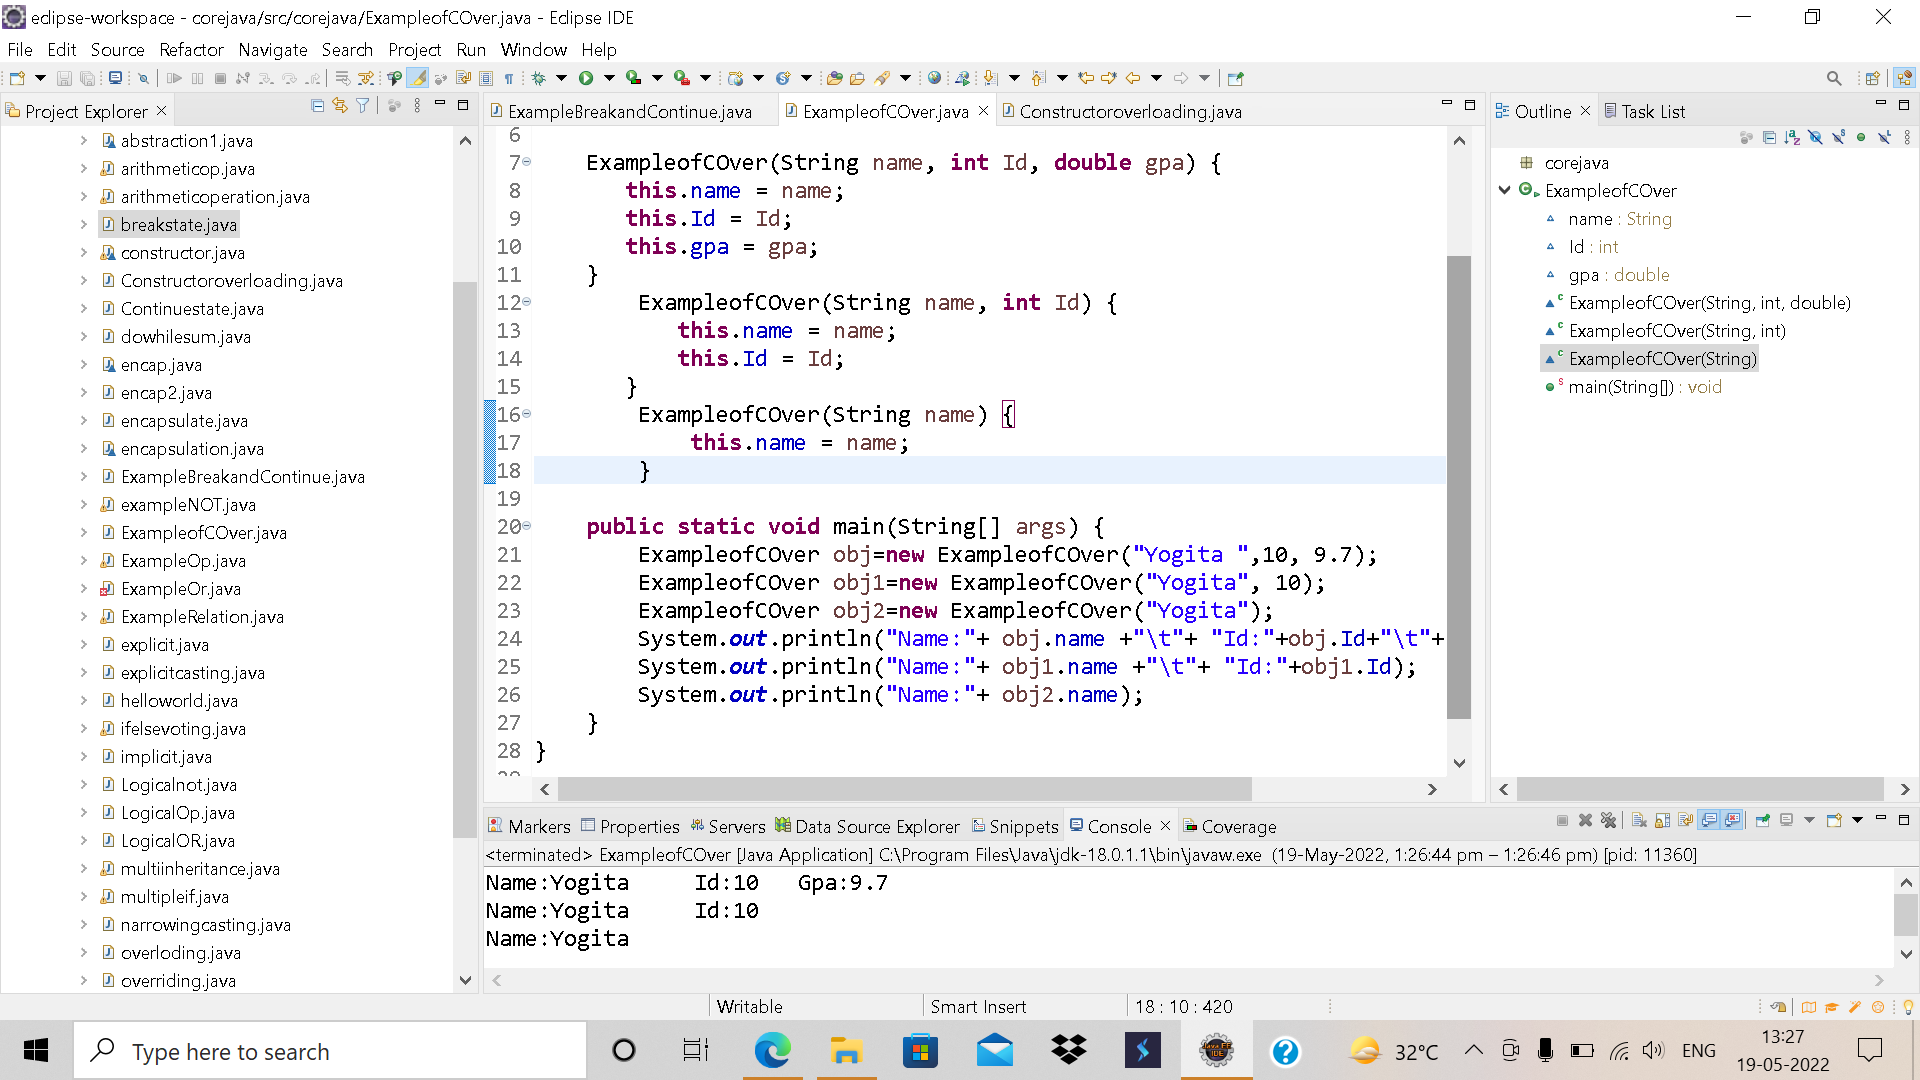 eclipse-workspace - corejava/src/corejava/ExampleofCOver.java - Eclipse IDE
File Edit Source Refactor Navigate Search Project Run Window Help
Project Explorer
abstraction1.java
arithmeticop.java
arithmeticoperation.java
breakstate.java
constructor.java
Constructoroverloading.java
Continuestate.java
dowhilesum.java
encap.java
encap2.java
encapsulate.java
encapsulation.java
ExampleBreakandContinue.java
exampleNOT.java
ExampleofCOver.java
ExampleOp.java
ExampleOr.java
ExampleRelation.java
explicit.java
explicitcasting.java
helloworld.java
ifelsevoting.java
implicit.java
Logicalnot.java
LogicalOp.java
LogicalOR.java
multiinheritance.java
multipleif.java
narrowingcasting.java
overloding.java
overriding.java
ExampleBreakandContinue.java ExampleofCOver.java Constructoroverloading.java
6
7 ExampleofCOver(String name, int Id, double gpa) {
8 this.name = name;
9 this.Id = Id;
10 this.gpa = gpa;
11 }
12 ExampleofCOver(String name, int Id) {
13 this.name = name;
14 this.Id = Id;
15 }
16 ExampleofCOver(String name) {
17 this.name = name;
18 }
19
20 public static void main(String[] args) {
21 ExampleofCOver obj=new ExampleofCOver("Yogita ",10, 9.7);
22 ExampleofCOver obj1=new ExampleofCOver("Yogita", 10);
23 ExampleofCOver obj2=new ExampleofCOver("Yogita");
24 System.out.println("Name:"+ obj.name +"\t"+ "Id:"+obj.Id+"\t"+
25 System.out.println("Name:"+ obj1.name +"\t"+ "Id:"+obj1.Id);
26 System.out.println("Name:"+ obj2.name);
27 }
28 }
Outline Task List
corejava
ExampleofCOver
name : String
Id : int
gpa : double
ExampleofCOver(String, int, double)
ExampleofCOver(String, int)
ExampleofCOver(String)
main(String[]) : void
Markers Properties Servers Data Source Explorer Snippets Console Coverage
<terminated> ExampleofCOver [Java Application] C:\Program Files\Java\jdk-18.0.1.1\bin\javaw.exe (19-May-2022, 1:26:44 pm – 1:26:46 pm) [pid: 11360]
Name:Yogita Id:10 Gpa:9.7
Name:Yogita Id:10
Name:Yogita
Writable Smart Insert 18 : 10 : 420
Type here to search
32°C ENG
13:27
19-05-2022